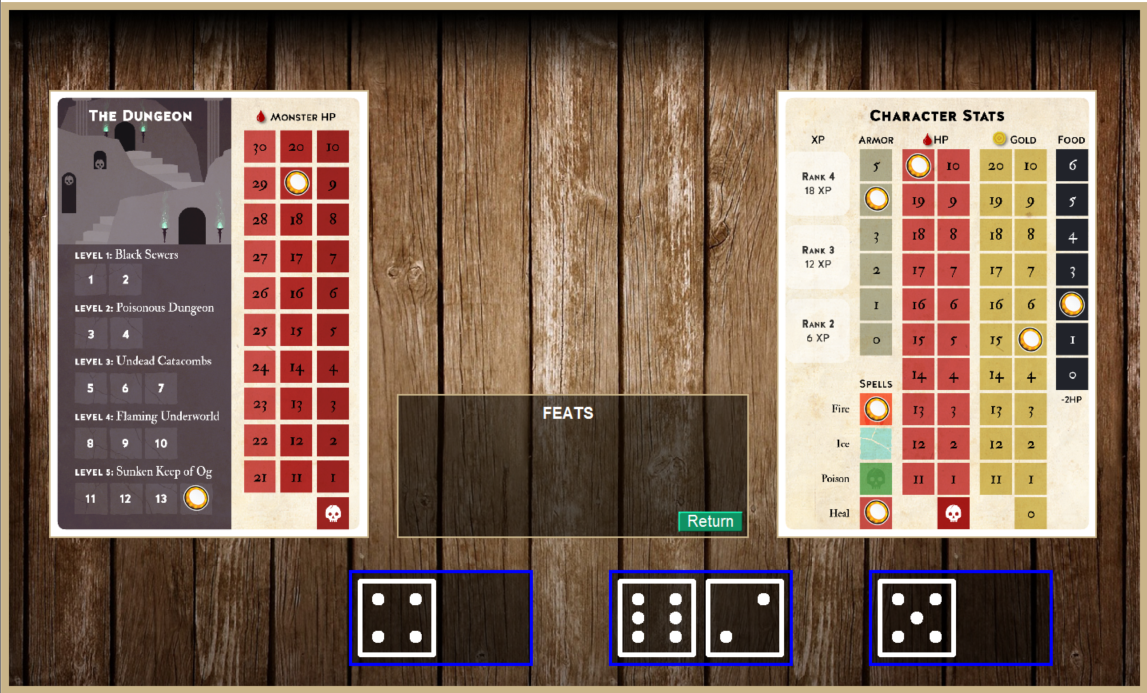 THE DUNGEON
LEVEL 1: Black Sewers
1 2
LEVEL 2: Poisonous Dungeon
3 4
LEVEL 3: Undead Catacombs
5 6 7
LEVEL 4: Flaming Underworld
8 9 10
LEVEL 5: Sunken Keep of Og
11 12 13
MONSTER HP
30 20 10
29 9
28 18 8
27 17 7
26 16 6
25 15 5
24 14 4
23 13 3
22 12 2
21 11 1
FEATS
Return
CHARACTER STATS
XP ARMOR HP GOLD FOOD
RANK 4
18 XP
RANK 3
12 XP
RANK 2
6 XP
5 10 20 10 6
19 9 19 9 5
3 18 8 18 8 4
2 17 7 17 7 3
1 16 6 16 6
0 15 5 15 1
14 4 14 4 0
SPELLS
-2HP
Fire 13 3 13 3
Ice 12 2 12 2
Poison 11 1 11 1
Heal 0